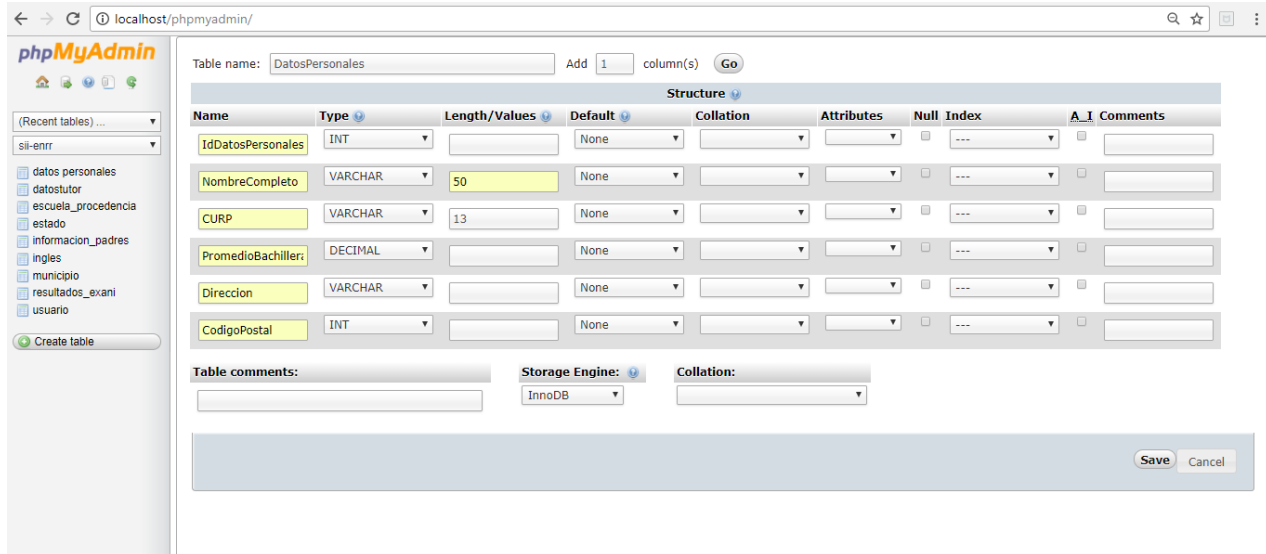 localhost/phpmyadmin/
phpMyAdmin
(Recent tables) ...
sii-enrr
datos personales
datostutor
escuela_procedencia
estado
informacion_padres
ingles
municipio
resultados_exani
usuario
Create table
Table name: DatosPersonales Add 1 column(s) Go
Structure
Name Type Length/Values Default Collation Attributes Null Index A_I Comments
IdDatosPersonales INT None ---
NombreCompleto VARCHAR 50 None ---
CURP VARCHAR 13 None ---
PromedioBachillera DECIMAL None ---
Direccion VARCHAR None ---
CodigoPostal INT None ---
Table comments: Storage Engine: Collation:
InnoDB
Save Cancel